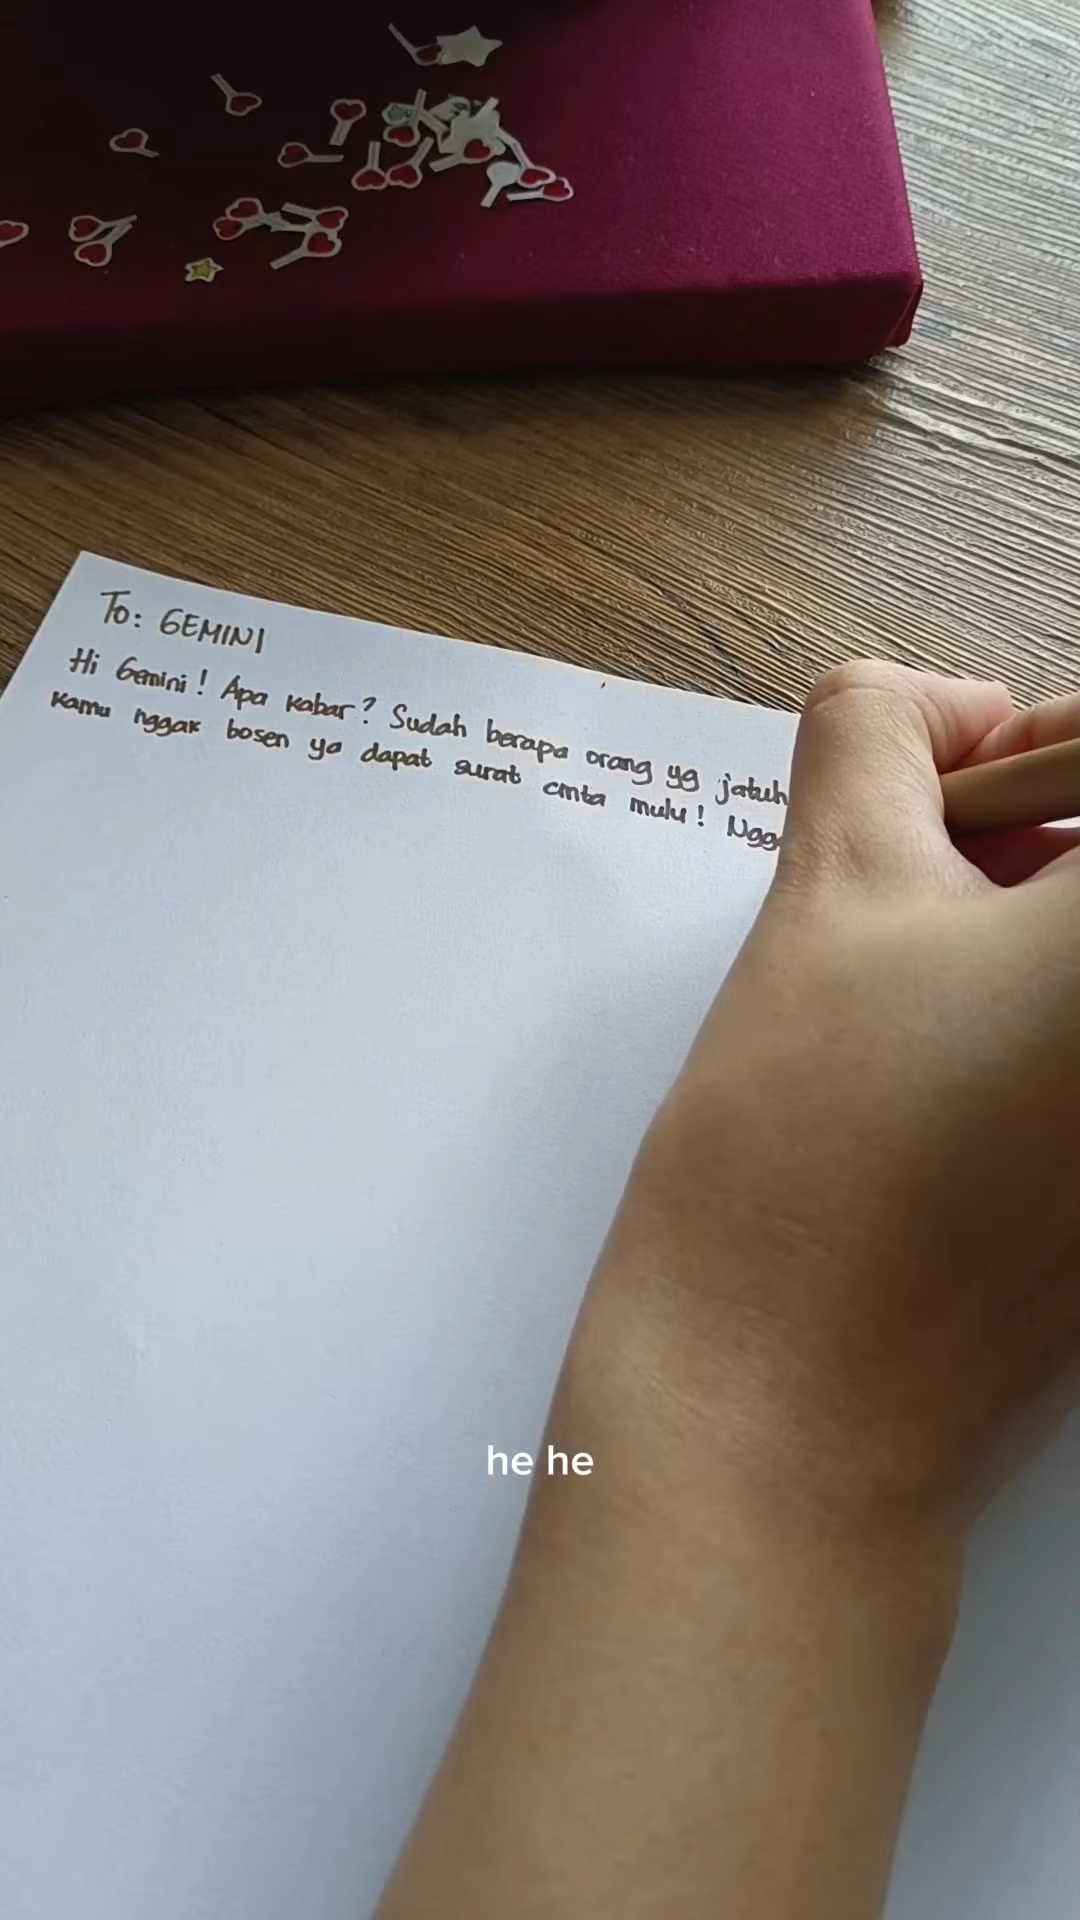 To: GEMINI
Hi Gemini! Apa kabar? Sudah berapa orang yg jatuh
kamu nggak bosen ya dapat surat cinta mulu!
he he